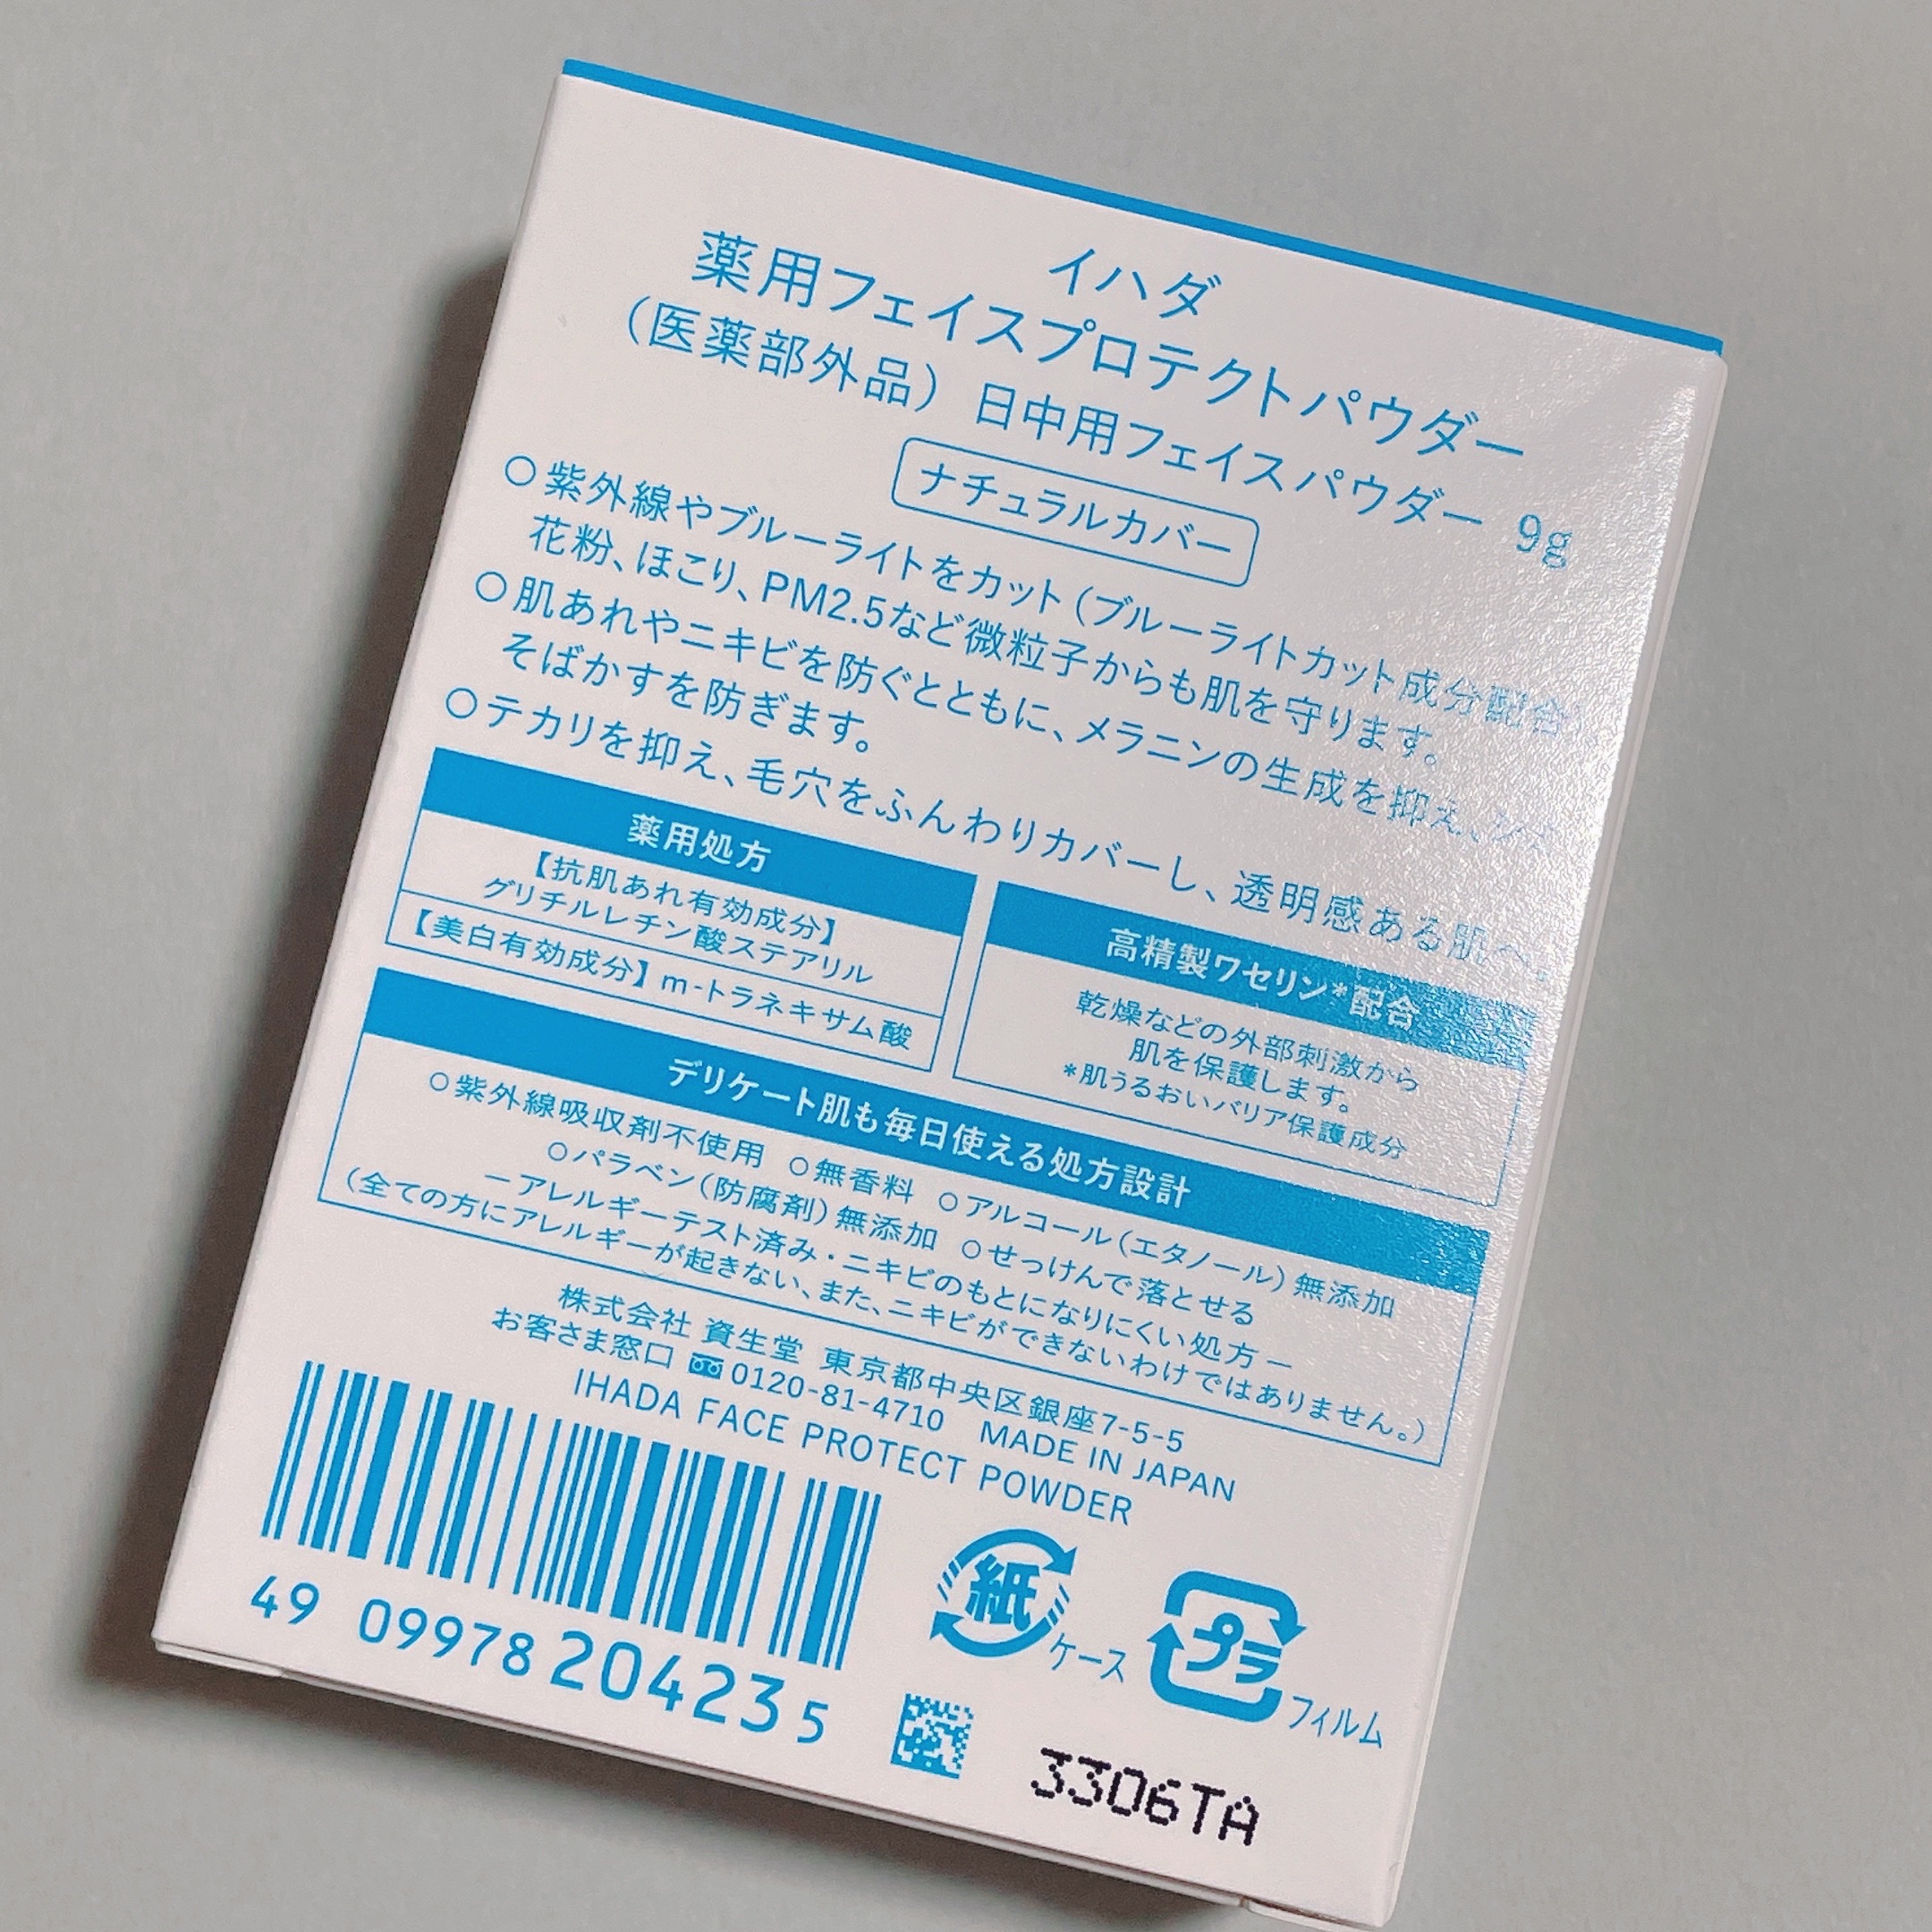 イハダ
薬用フェイスプロテクトパウダー
（医薬部外品）日中用フェイスパウダー 9g
ナチュラルカバー
○紫外線やブルーライトをカット（ブルーライトカット成分配合）
花粉、ほこり、PM2.5など微粒子からも肌を守ります。
○肌あれやニキビを防ぐとともに、メラニンの生成を抑え、シミ
そばかすを防ぎます。
○テカリを抑え、毛穴をふんわりカバーし、透明感ある肌へ。
薬用処方
【抗肌あれ有効成分】
グリチルレチン酸ステアリル
【美白有効成分】m-トラネキサム酸
高精製ワセリン*配合
乾燥などの外部刺激から
肌を保護します。
*肌うるおいバリア保護成分
デリケート肌も毎日使える処方設計
○紫外線吸収剤不使用 ○無香料 ○アルコール（エタノール）無添加
○パラベン（防腐剤）無添加 ○せっけんで落とせる
－アレルギーテスト済み・ニキビのもとになりにくい処方－
（全ての方にアレルギーが起きない、また、ニキビができないわけではありません。）
株式会社 資生堂 東京都中央区銀座7-5-5
お客さま窓口 0120-81-4710 MADE IN JAPAN
IHADA FACE PROTECT POWDER
49 09978 20423 5
紙 ケース
プラ フィルム
3306TA